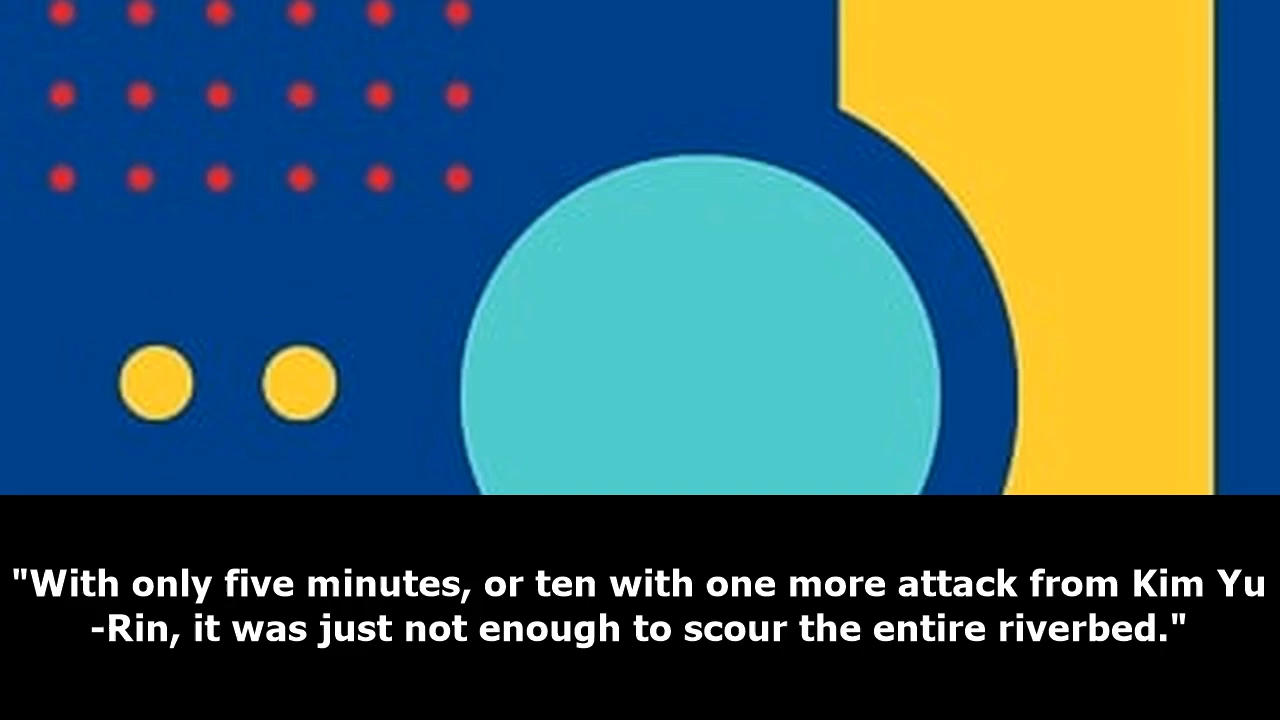 "With only five minutes, or ten with one more attack from Kim Yu
-Rin, it was just not enough to scour the entire riverbed."